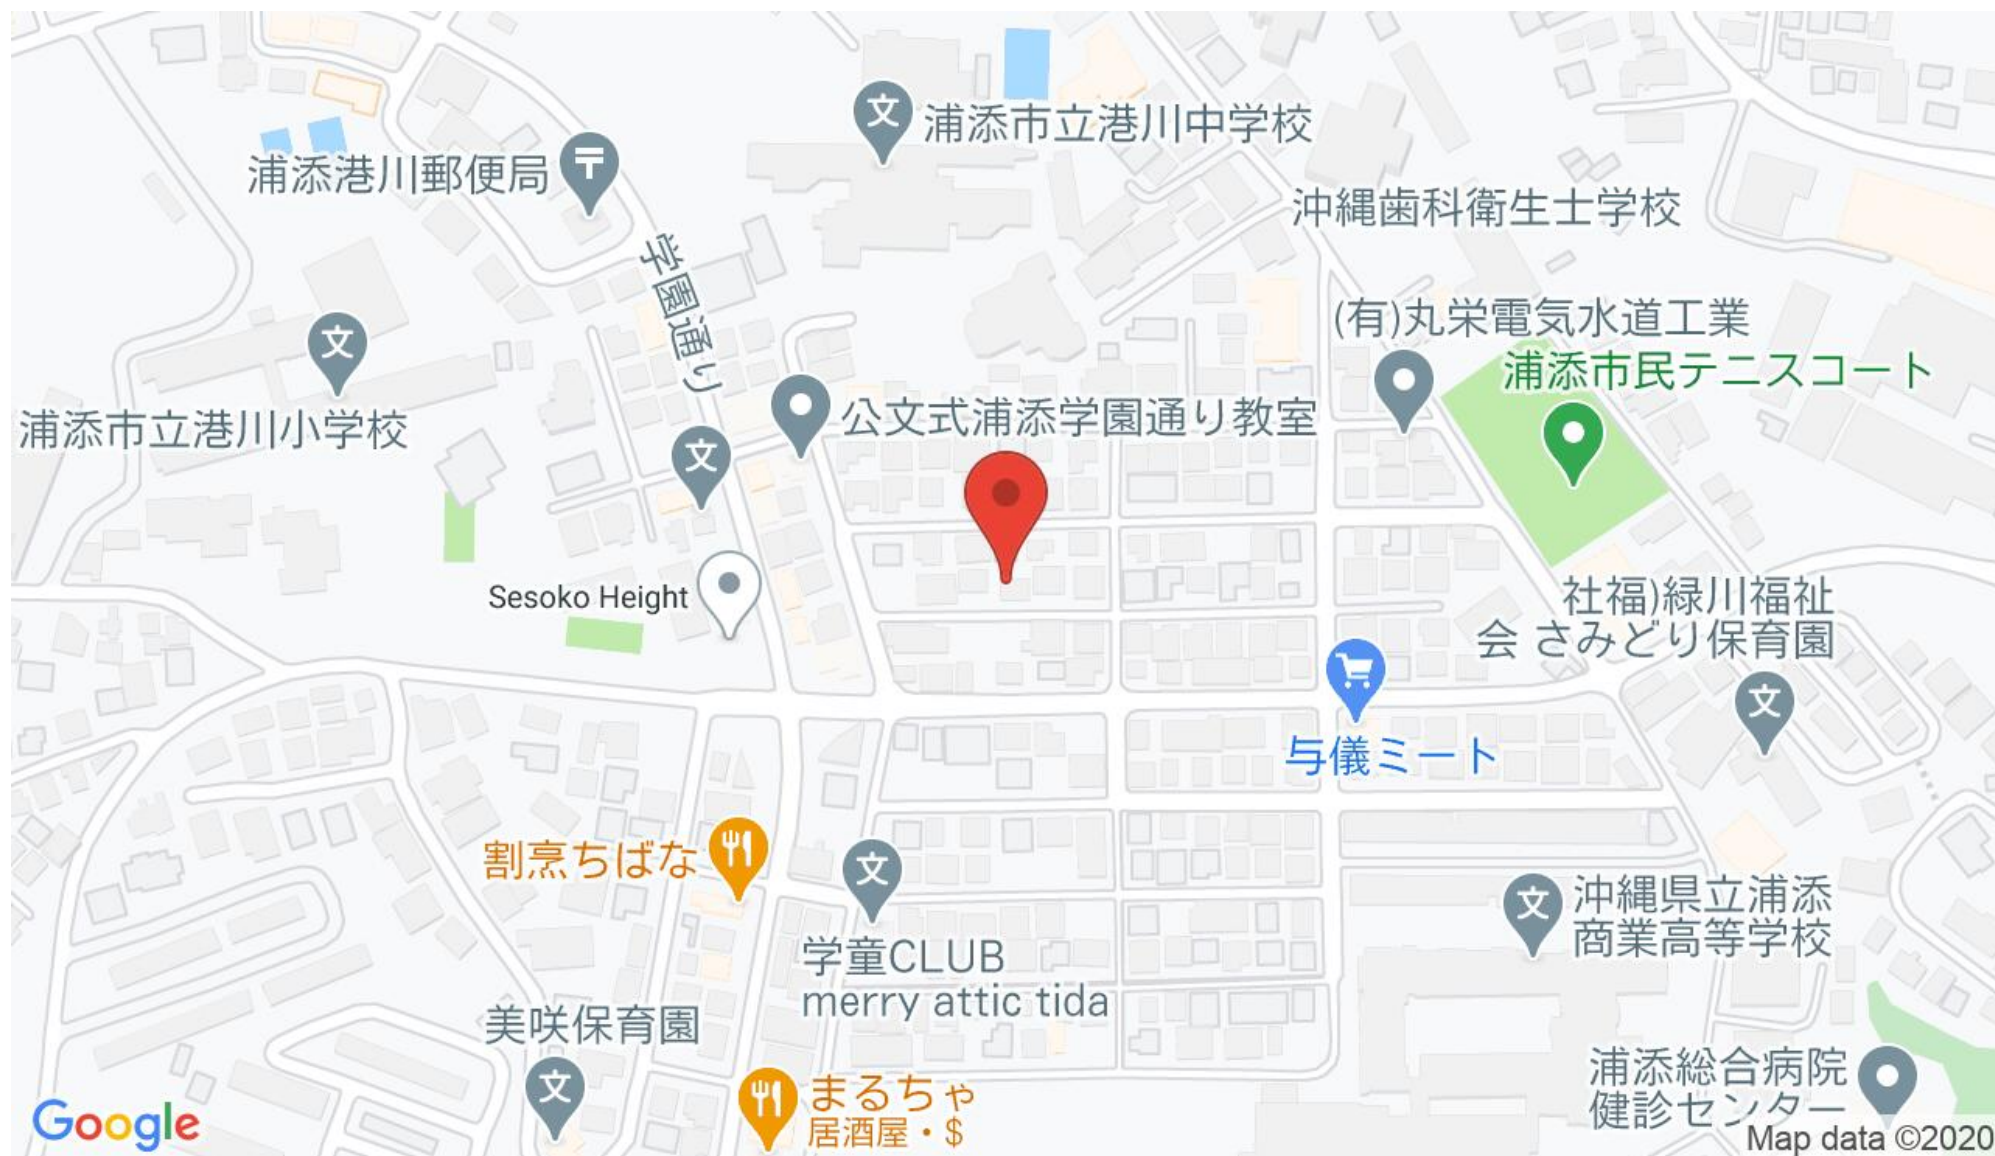 浦添市立港川中学校
浦添港川郵便局
〒
沖縄歯科衛生士学校
学園通り
(有)丸栄電気水道工業
浦添市民テニスコート
浦添市立港川小学校
公文式浦添学園通り教室
Sesoko Height
社福)緑川福祉
会 さみどり保育園
与儀ミート
割烹ちばな
学童CLUB
merry attic tida
沖縄県立浦添
商業高等学校
美咲保育園
まるちゃ
居酒屋・$
浦添総合病院
健診センター
Google
Map data ©2020
文
文
文
文
文
文
文